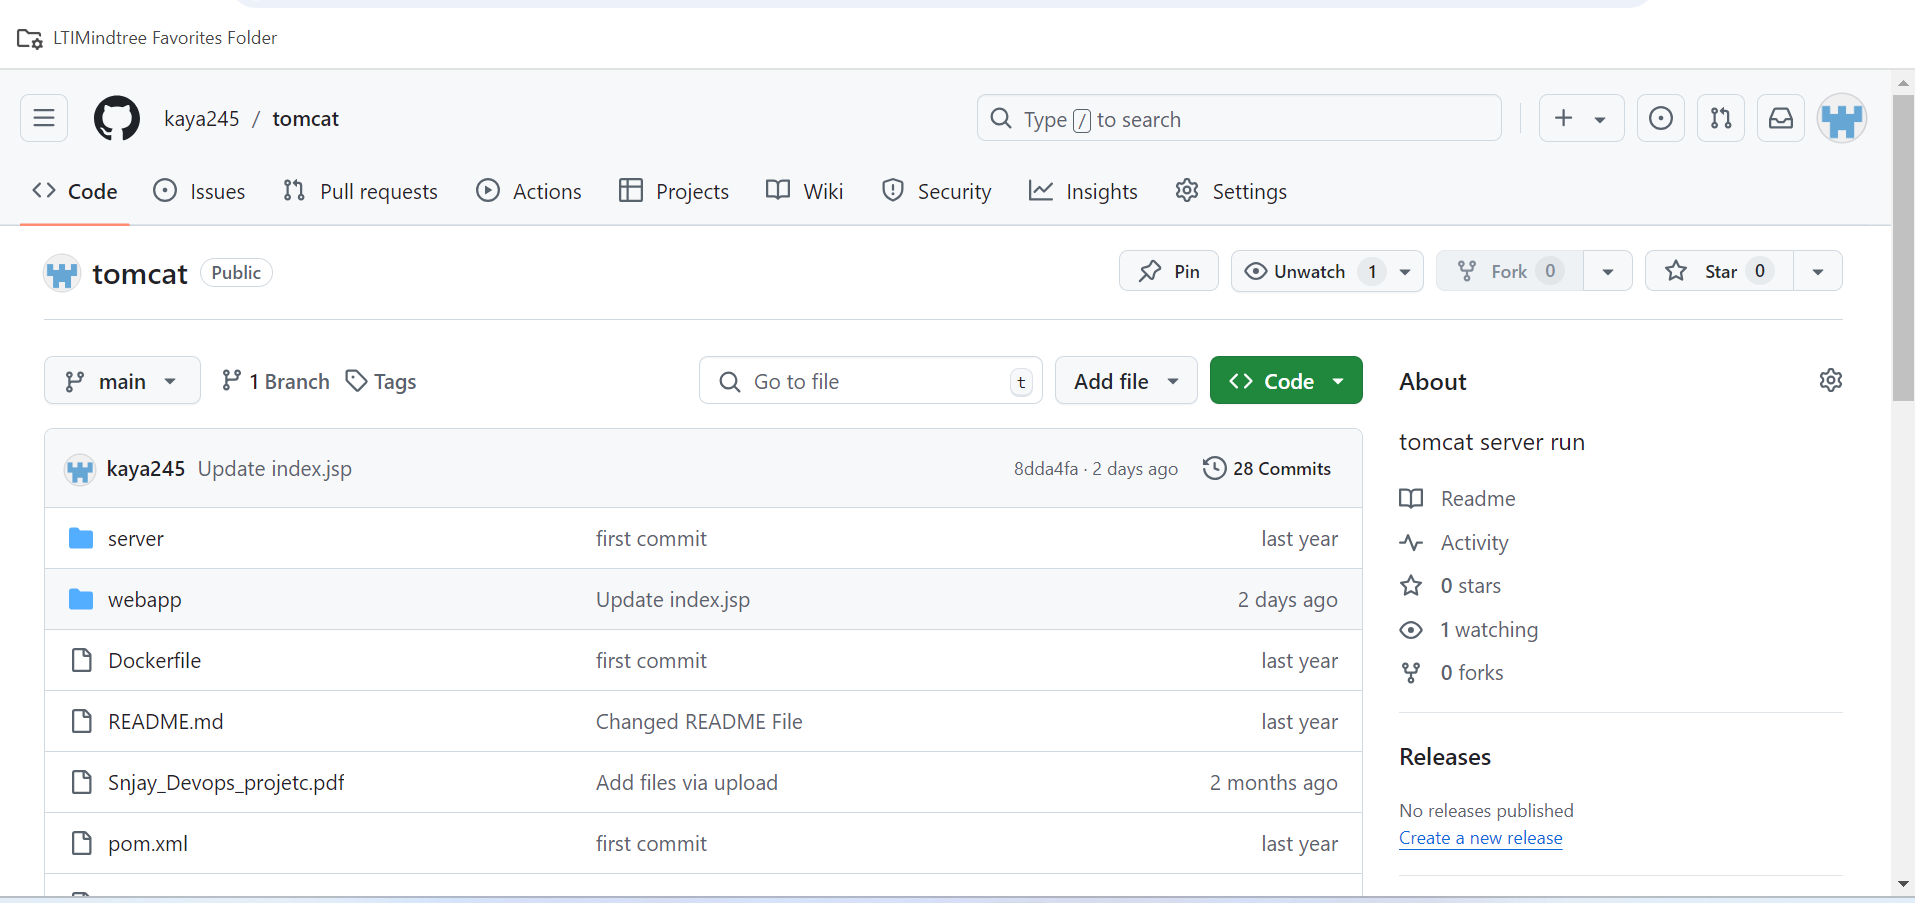 LTIMindtree Favorites Folder
kaya245 / tomcat
Type / to search
Code Issues Pull requests Actions Projects Wiki Security Insights Settings
tomcat Public
Pin Unwatch 1 Fork 0 Star 0
main 1 Branch Tags Go to file t Add file Code
About
tomcat server run
Readme
Activity
0 stars
1 watching
0 forks
Releases
No releases published
Create a new release
kaya245 Update index.jsp 8dda4fa · 2 days ago 28 Commits
server first commit last year
webapp Update index.jsp 2 days ago
Dockerfile first commit last year
README.md Changed README File last year
Snjay_Devops_projetc.pdf Add files via upload 2 months ago
pom.xml first commit last year